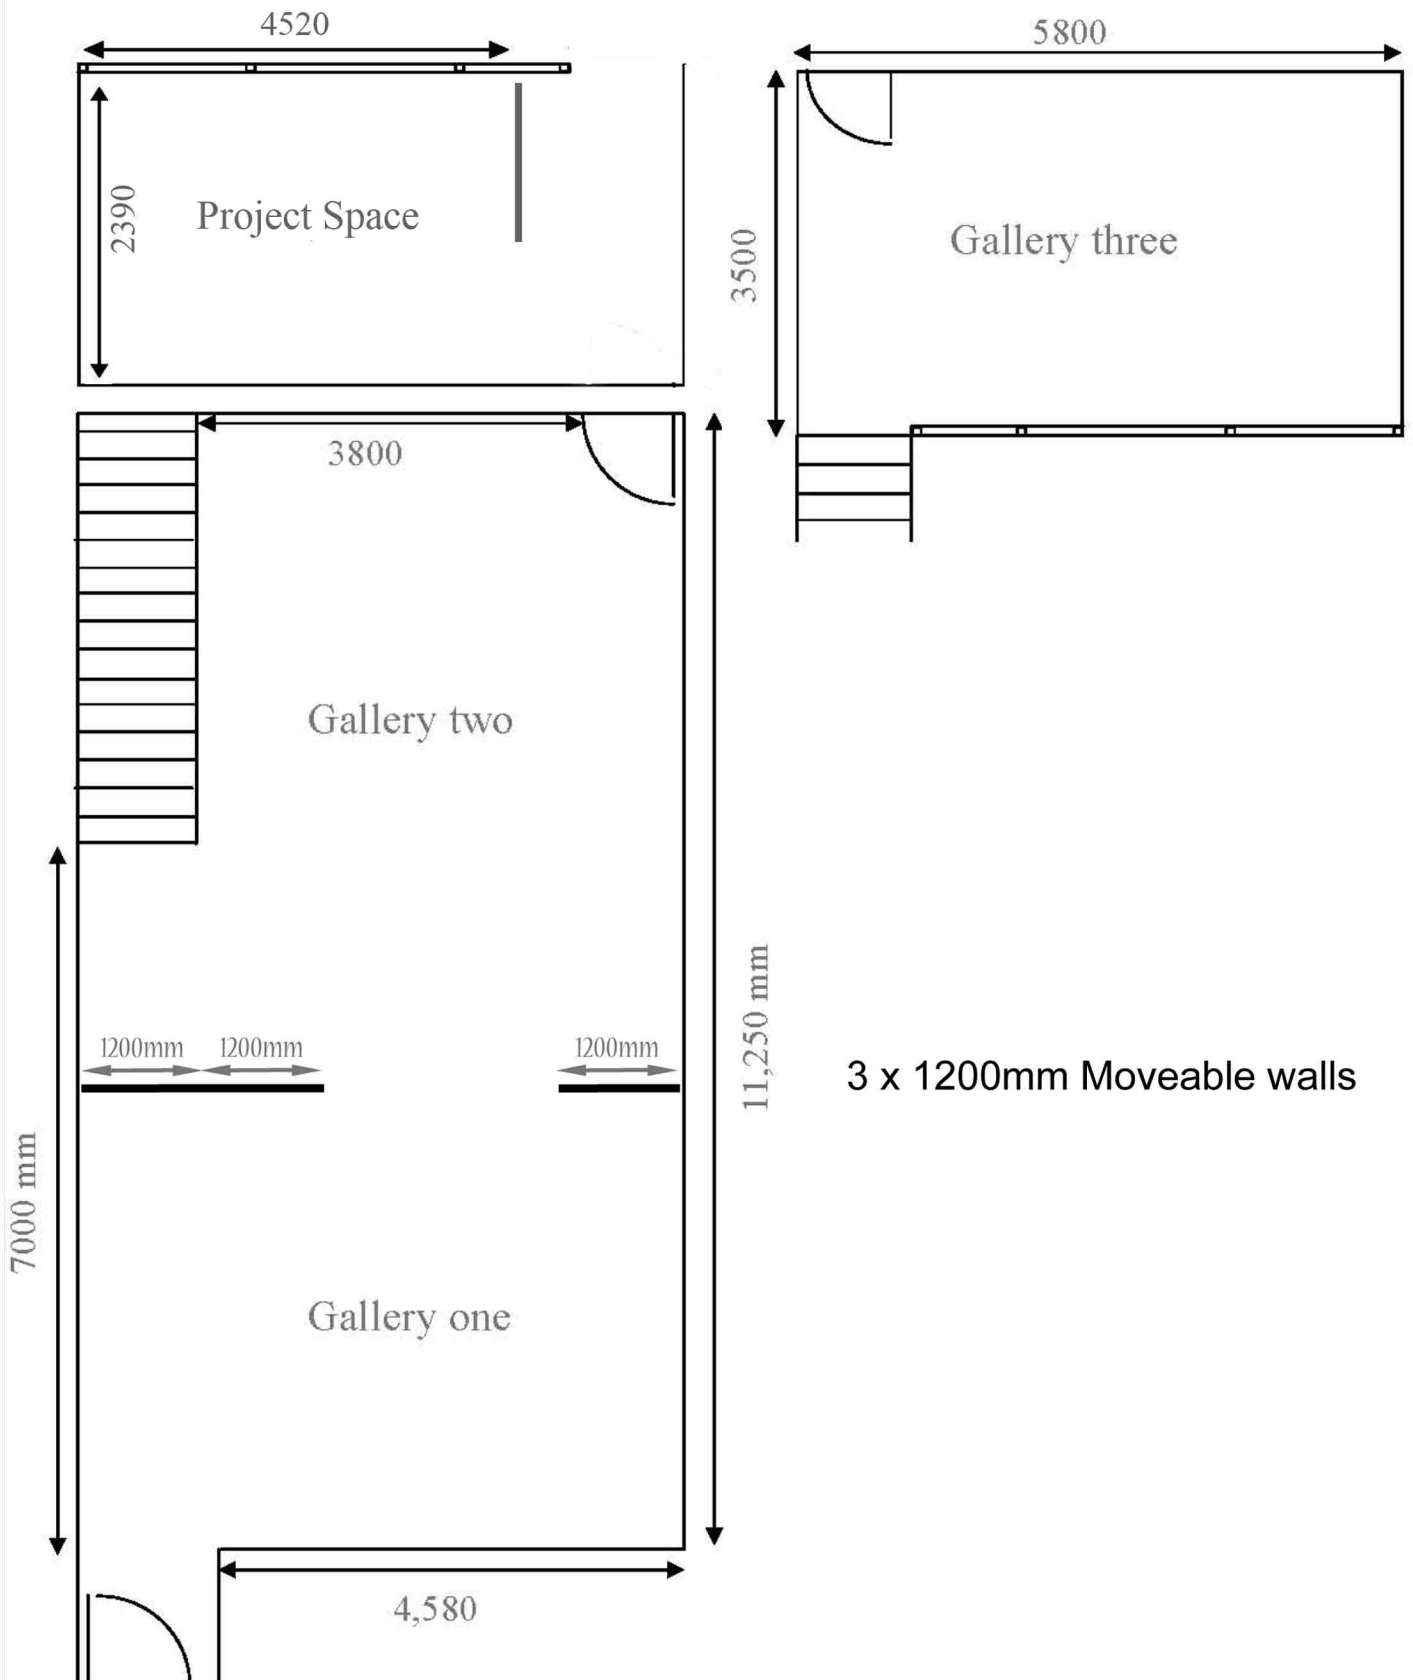 4520
5800
2390
Project Space
3500
Gallery three
3800
Gallery two
1200mm 1200mm 1200mm
11,250 mm
3 x 1200mm Moveable walls
7000 mm
Gallery one
4,580